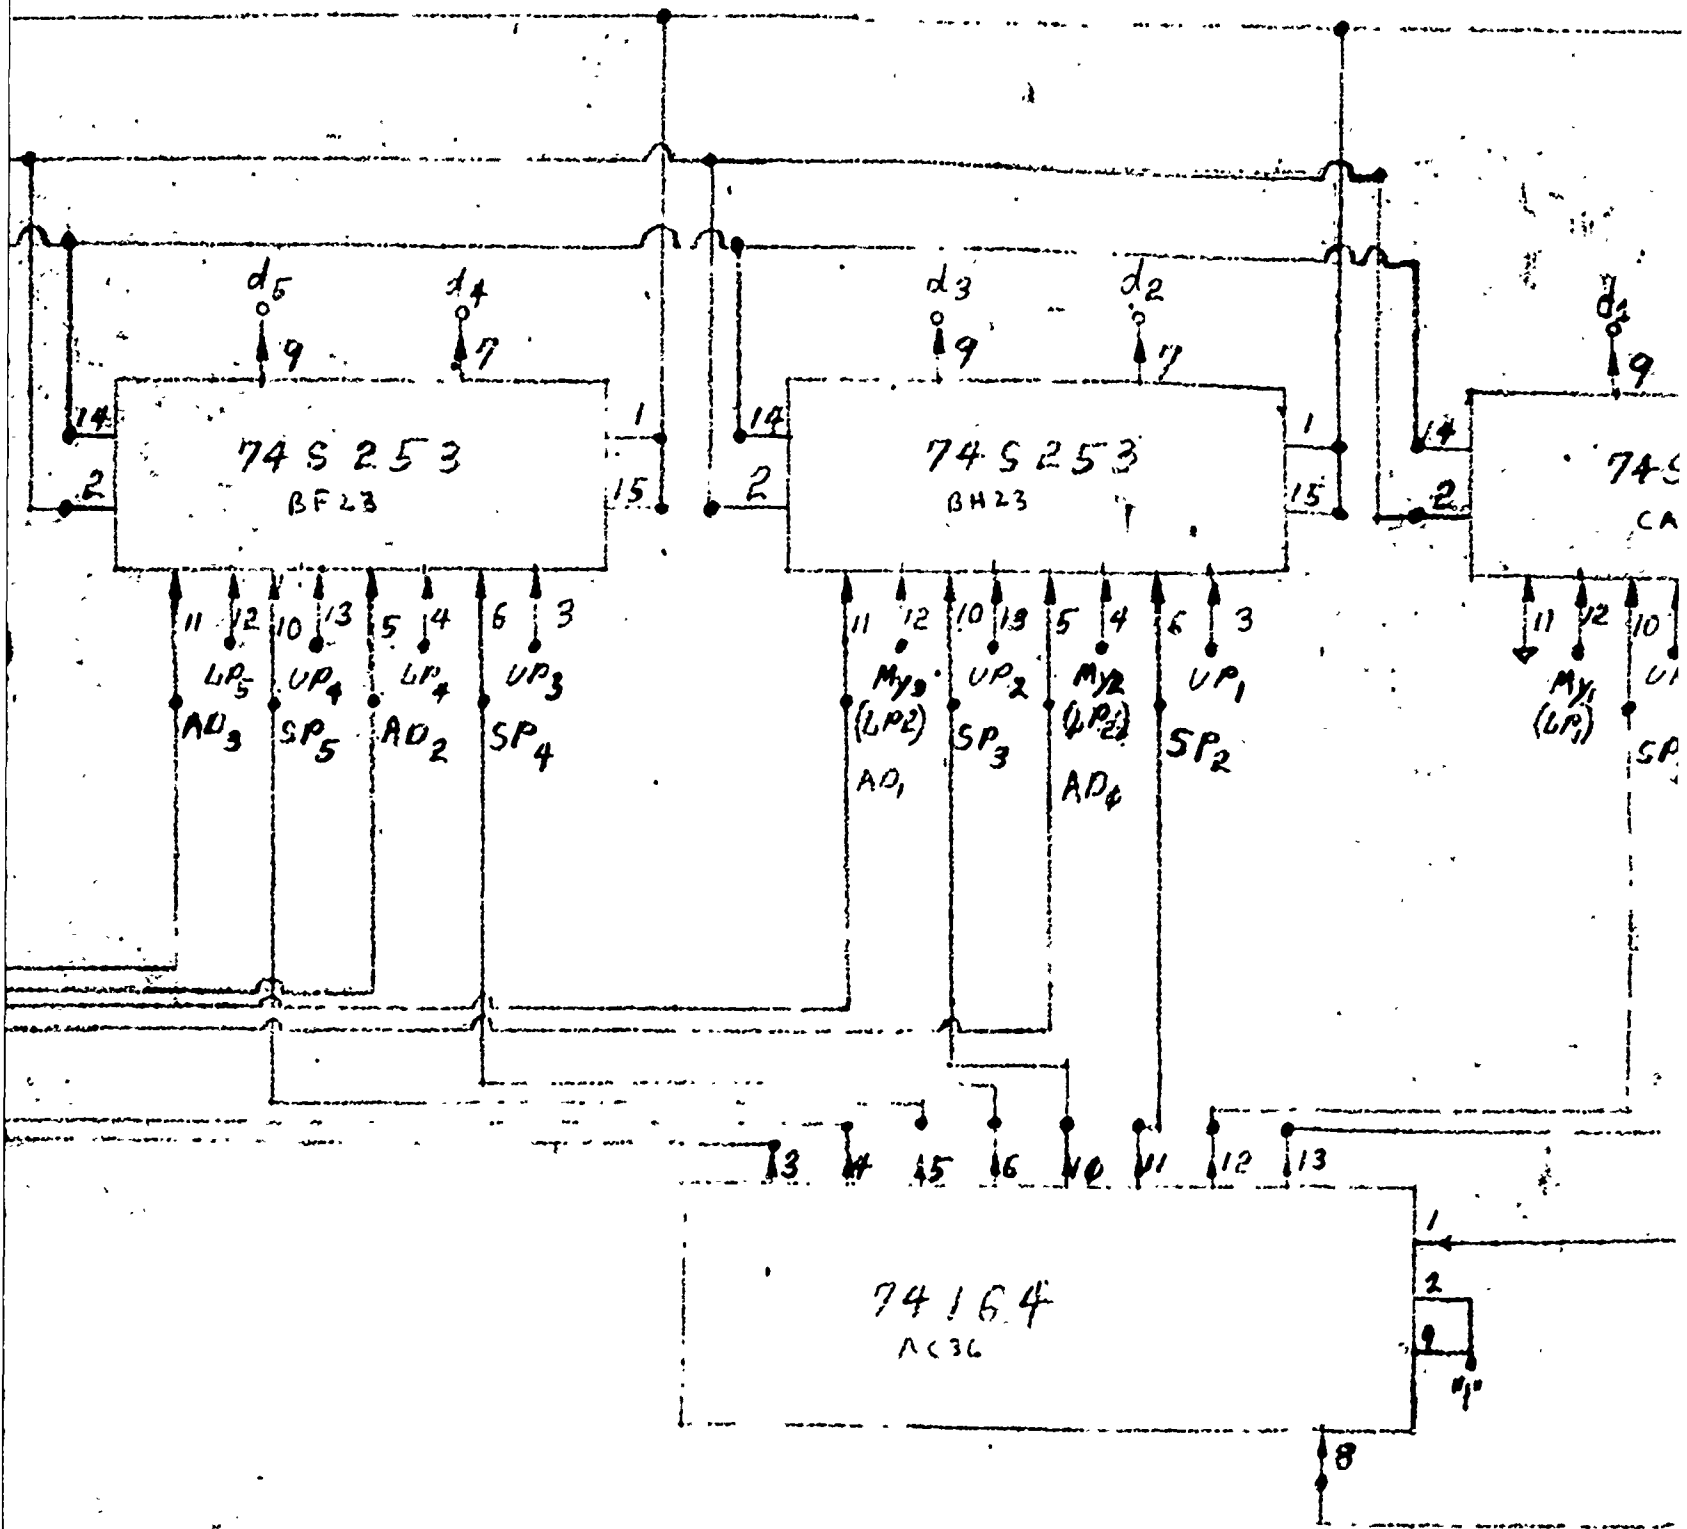 d5 d4 d3 d2
9 7 9 7 9
14 1 14 1 14
74S253 74S253 74S
BF23 BH23 CA
2 15 2 15 2
11 12 10 13 5 4 6 3 11 12 10 13 5 4 6 3 11 12 10
LP5 UP4 LP4 UP3 My3 UP2 My2 UP1 My1
(LP2) (LP1)
AD3 SP5 AD2 SP4 SP3 SP2 SP
AD1
3 4 5 6 10 11 12 13
1
2
74164
AC36
9
"1"
8